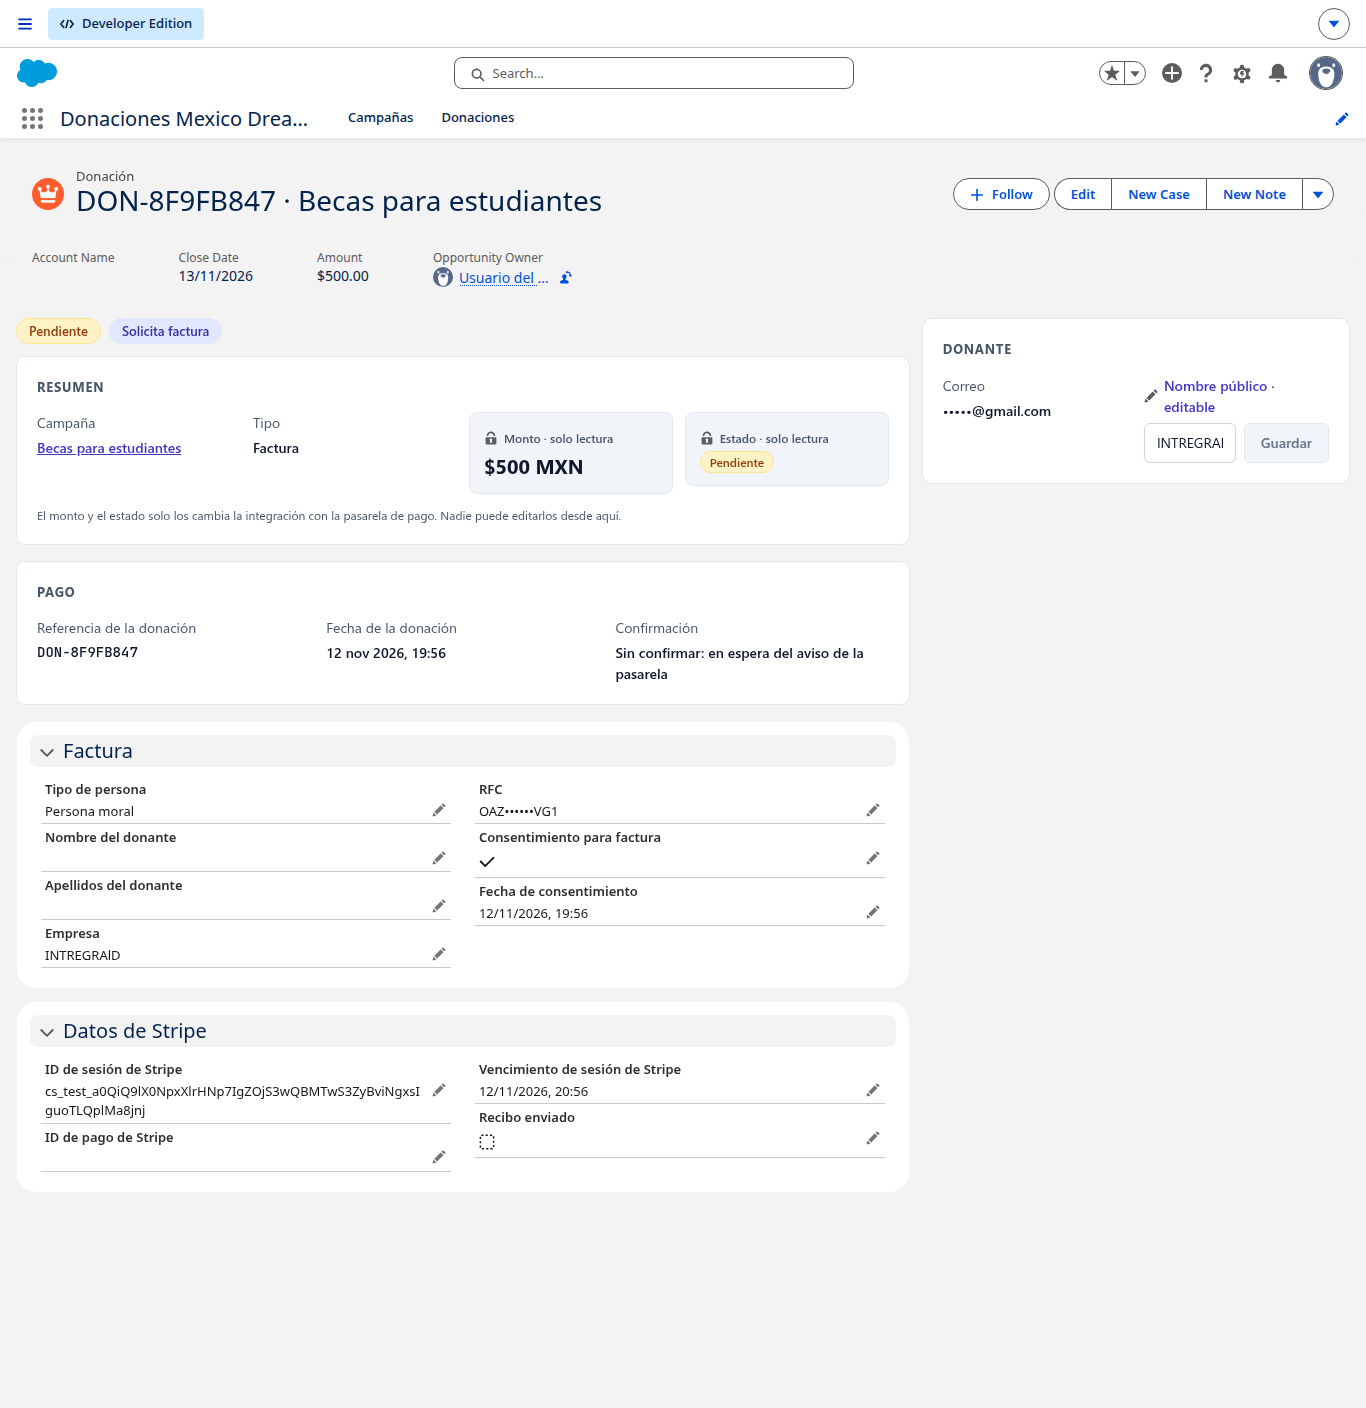 Developer Edition
Search...
Donaciones Mexico Drea...
Campañas
Donaciones
Donación
DON-8F9FB847 · Becas para estudiantes
Follow
Edit
New Case
New Note
Account Name
Close Date
13/11/2026
Amount
$500.00
Opportunity Owner
Usuario del ...
Pendiente
Solicita factura
RESUMEN
Campaña
Becas para estudiantes
Tipo
Factura
Monto · solo lectura
$500 MXN
Estado · solo lectura
Pendiente
El monto y el estado solo los cambia la integración con la pasarela de pago. Nadie puede editarlos desde aquí.
DONANTE
Correo
•••••@gmail.com
Nombre público ·
editable
INTREGRAI
Guardar
PAGO
Referencia de la donación
DON-8F9FB847
Fecha de la donación
12 nov 2026, 19:56
Confirmación
Sin confirmar: en espera del aviso de la
pasarela
Factura
Tipo de persona
Persona moral
Nombre del donante
Apellidos del donante
Empresa
INTREGRAID
RFC
OAZ••••••VG1
Consentimiento para factura
Fecha de consentimiento
12/11/2026, 19:56
Datos de Stripe
ID de sesión de Stripe
cs_test_a0QiQ9lX0NpxXlrHNp7IgZOjS3wQBMTwS3ZyBviNgxsI
guoTLQplMa8jnj
ID de pago de Stripe
Vencimiento de sesión de Stripe
12/11/2026, 20:56
Recibo enviado